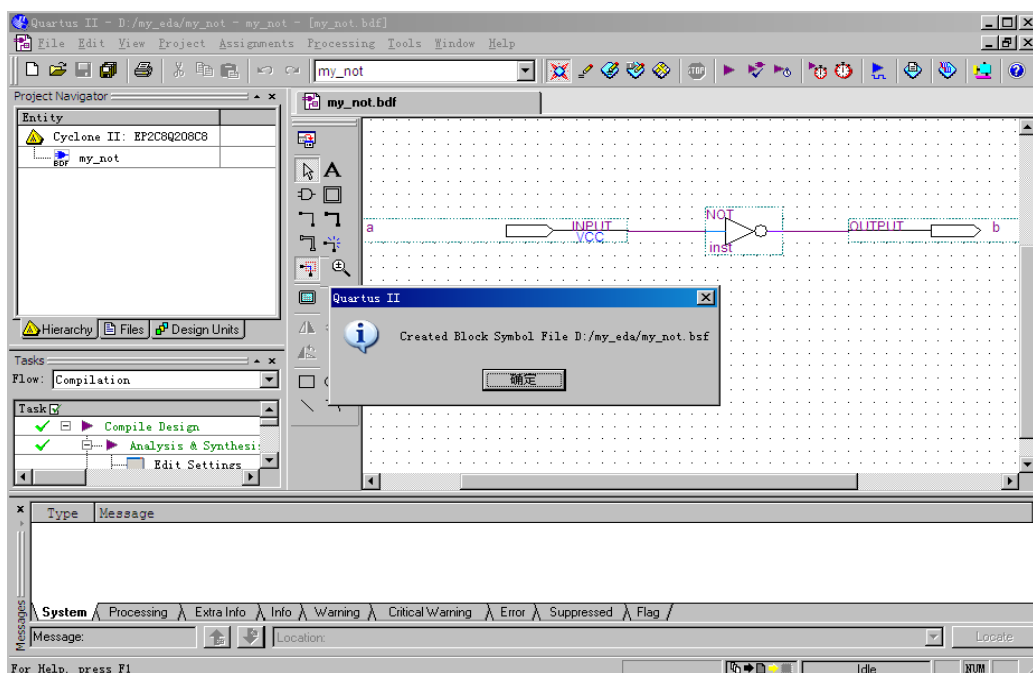 Quartus II - D:/my_eda/my_not - my_not - [my_not.bdf]
File Edit View Project Assignments Processing Tools Window Help
my_not
STOP
Project Navigator
my_not.bdf
Entity
Cyclone II: EP2C8Q208C8
BDF my_not
A
a
INPUT
VCC
NOT
inst
OUTPUT
b
Hierarchy Files Design Units
Quartus II
Created Block Symbol File D:/my_eda/my_not.bsf
确定
Tasks
Flow: Compilation
Task
Compile Design
Analysis & Synthesi
Edit Settings
Type Message
System Processing Extra Info Info Warning Critical Warning Error Suppressed Flag
Messages
Message: Location: Locate
For Help, press F1 Idle NUM